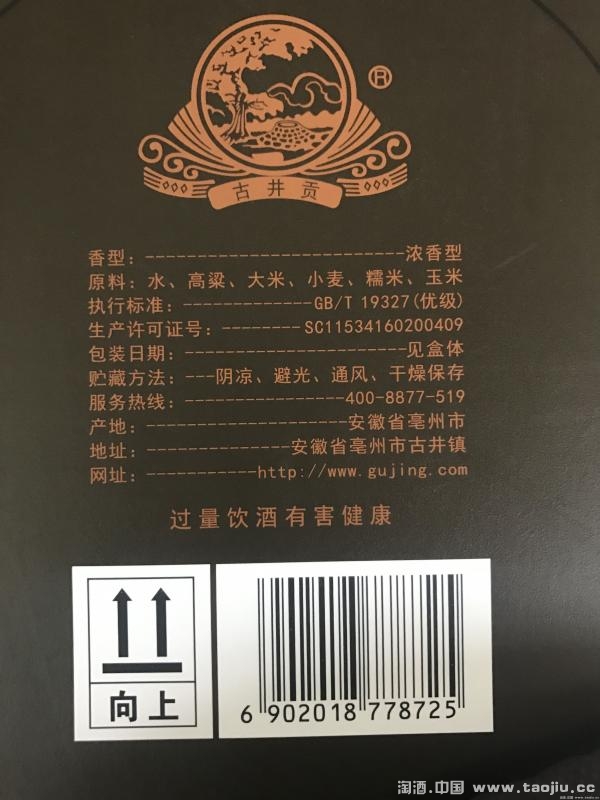 ®
古井贡
香型:--------------------------浓香型
原料: 水、高粱、大米、小麦、糯米、玉米
执行标准:-------------GB/T 19327(优级)
生产许可证号:--------SC11534160200409
包装日期:----------------------见盒体
贮藏方法:---阴凉、避光、通风、干燥保存
服务热线:----------------400-8877-519
产地:-----------------安徽省亳州市
地址:-----------安徽省亳州市古井镇
网址:-----------http://www.gujing.com
过量饮酒有害健康
向上
6 902018 778725
淘酒.中国 www.taojiu.cc